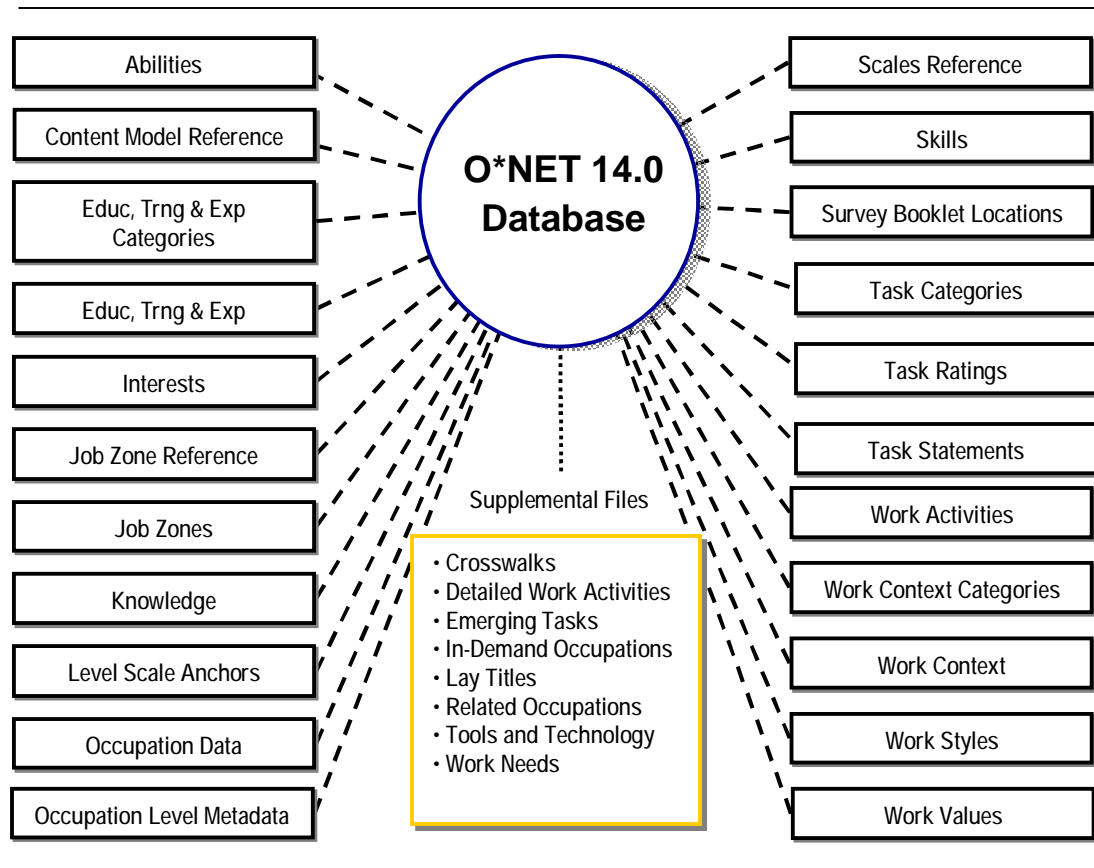 Abilities
Content Model Reference
Educ, Trng & Exp
Categories
Educ, Trng & Exp
Interests
Job Zone Reference
Job Zones
Knowledge
Level Scale Anchors
Occupation Data
Occupation Level Metadata
O*NET 14.0
Database
Supplemental Files
• Crosswalks
• Detailed Work Activities
• Emerging Tasks
• In-Demand Occupations
• Lay Titles
• Related Occupations
• Tools and Technology
• Work Needs
Scales Reference
Skills
Survey Booklet Locations
Task Categories
Task Ratings
Task Statements
Work Activities
Work Context Categories
Work Context
Work Styles
Work Values